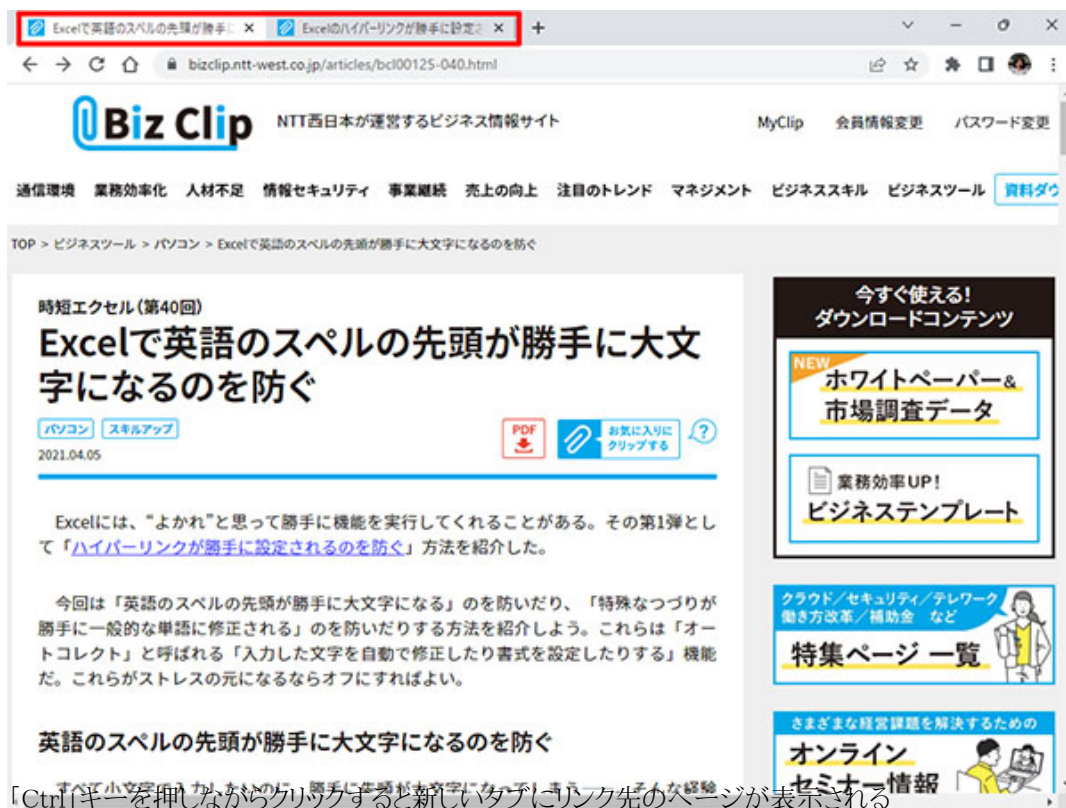 Excelで英語のスペルの先頭が勝手に
Excelのハイパーリンクが勝手に設定さ
bizclip.ntt-west.co.jp/articles/bcl00125-040.html
Biz Clip
NTT西日本が運営するビジネス情報サイト
MyClip 会員情報変更 パスワード変更
通信環境 業務効率化 人材不足 情報セキュリティ 事業継続 売上の向上 注目のトレンド マネジメント ビジネススキル ビジネスツール 資料ダウ
TOP > ビジネスツール > パソコン > Excelで英語のスペルの先頭が勝手に大文字になるのを防ぐ
時短エクセル（第40回）
Excelで英語のスペルの先頭が勝手に大文
字になるのを防ぐ
パソコン スキルアップ
2021.04.05
PDF
お気に入りに
クリップする
?
Excelには、“よかれ”と思って勝手に機能を実行してくれることがある。その第1弾とし
て「ハイパーリンクが勝手に設定されるのを防ぐ」方法を紹介した。
今回は「英語のスペルの先頭が勝手に大文字になる」のを防いだり、「特殊なつづりが
勝手に一般的な単語に修正される」のを防いだりする方法を紹介しよう。これらは「オー
トコレクト」と呼ばれる「入力した文字を自動で修正したり書式を設定したりする」機能
だ。これらがストレスの元になるならオフにすればよい。
英語のスペルの先頭が勝手に大文字になるのを防ぐ
今すぐ使える!
ダウンロードコンテンツ
NEW
ホワイトペーパー&
市場調査データ
業務効率UP!
ビジネステンプレート
クラウド／セキュリティ／テレワーク
働き方改革／補助金 など
特集ページ 一覧
さまざまな経営課題を解決するための
オンライン
セミナー情報
「Ctrl」キーを押しながらクリックすると新しいタブにリンク先のページが表示される